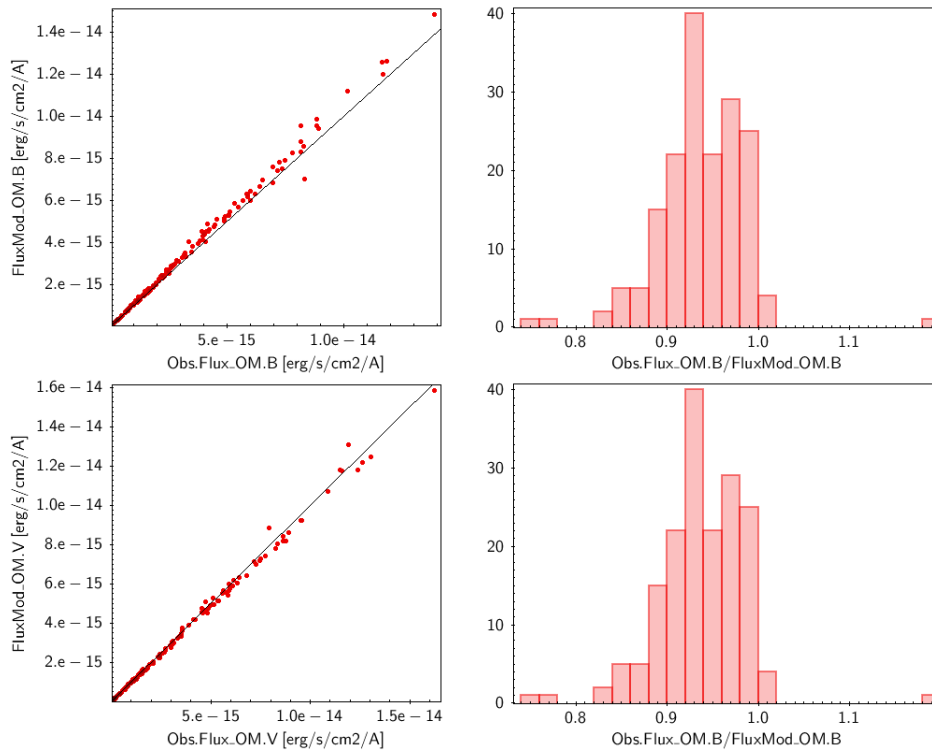 FluxMod_OM.B [erg/s/cm2/A]
1.4e − 14
1.2e − 14
1.0e − 14
8.e − 15
6.e − 15
4.e − 15
2.e − 15
5.e − 15 1.0e − 14
Obs.Flux_OM.B [erg/s/cm2/A]
40
30
20
10
0
0.8 0.9 1.0 1.1
Obs.Flux_OM.B/FluxMod_OM.B
FluxMod_OM.V [erg/s/cm2/A]
1.6e − 14
1.4e − 14
1.2e − 14
1.0e − 14
8.e − 15
6.e − 15
4.e − 15
2.e − 15
5.e − 15 1.0e − 14 1.5e − 14
Obs.Flux_OM.V [erg/s/cm2/A]
40
30
20
10
0
0.8 0.9 1.0 1.1
Obs.Flux_OM.B/FluxMod_OM.B